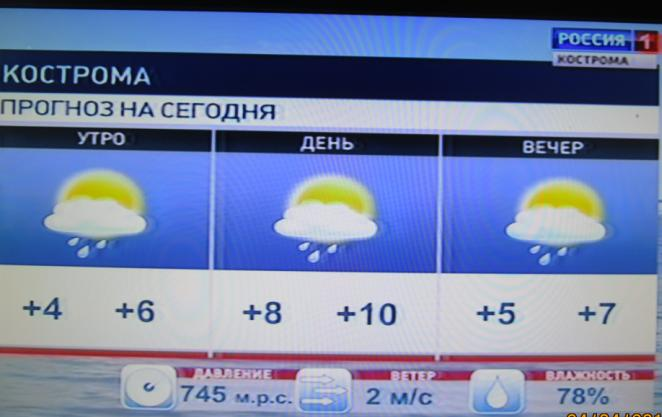 РОССИЯ 1
КОСТРОМА
КОСТРОМА
ПРОГНОЗ НА СЕГОДНЯ
УТРО ДЕНЬ ВЕЧЕР
+4 +6 +8 +10 +5 +7
ДАВЛЕНИЕ ВЕТЕР ВЛАЖНОСТЬ
745 м.р.с. 2 м/с 78%